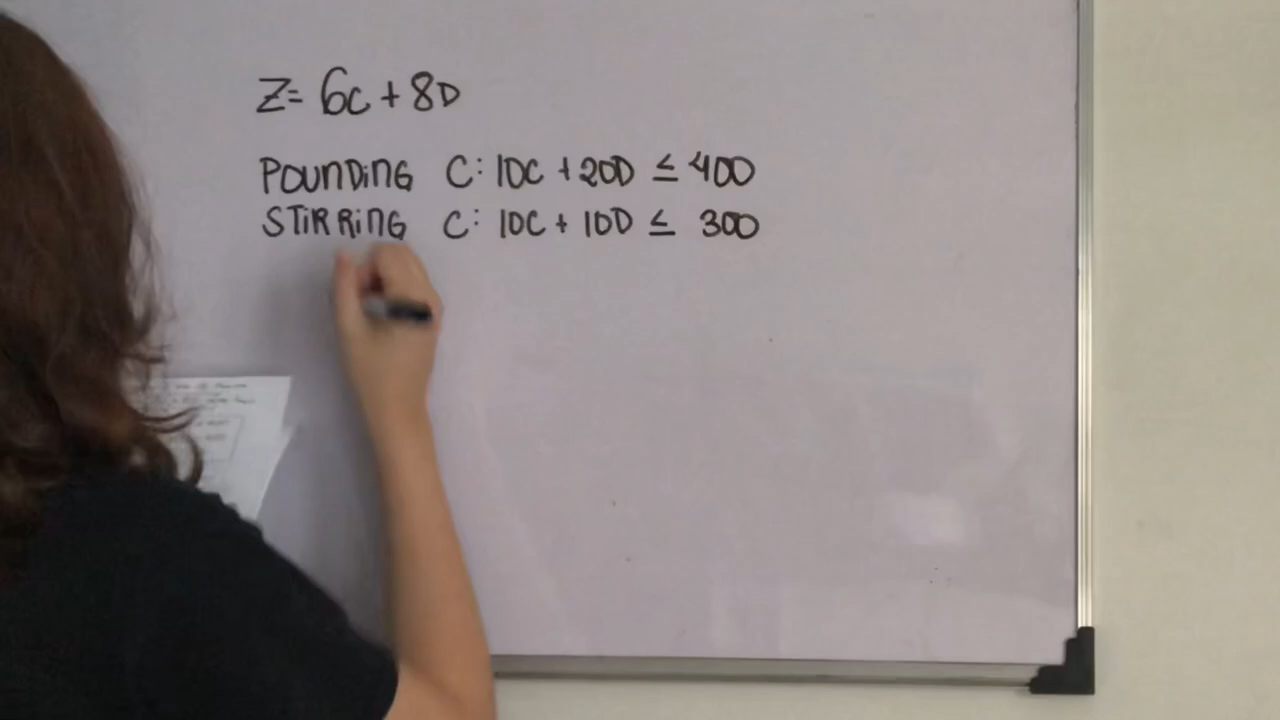 Z= 6C + 8D
POUNDiNG C: 10C + 20D ≤ 400
STiRRiNG C: 10C + 10D ≤ 300